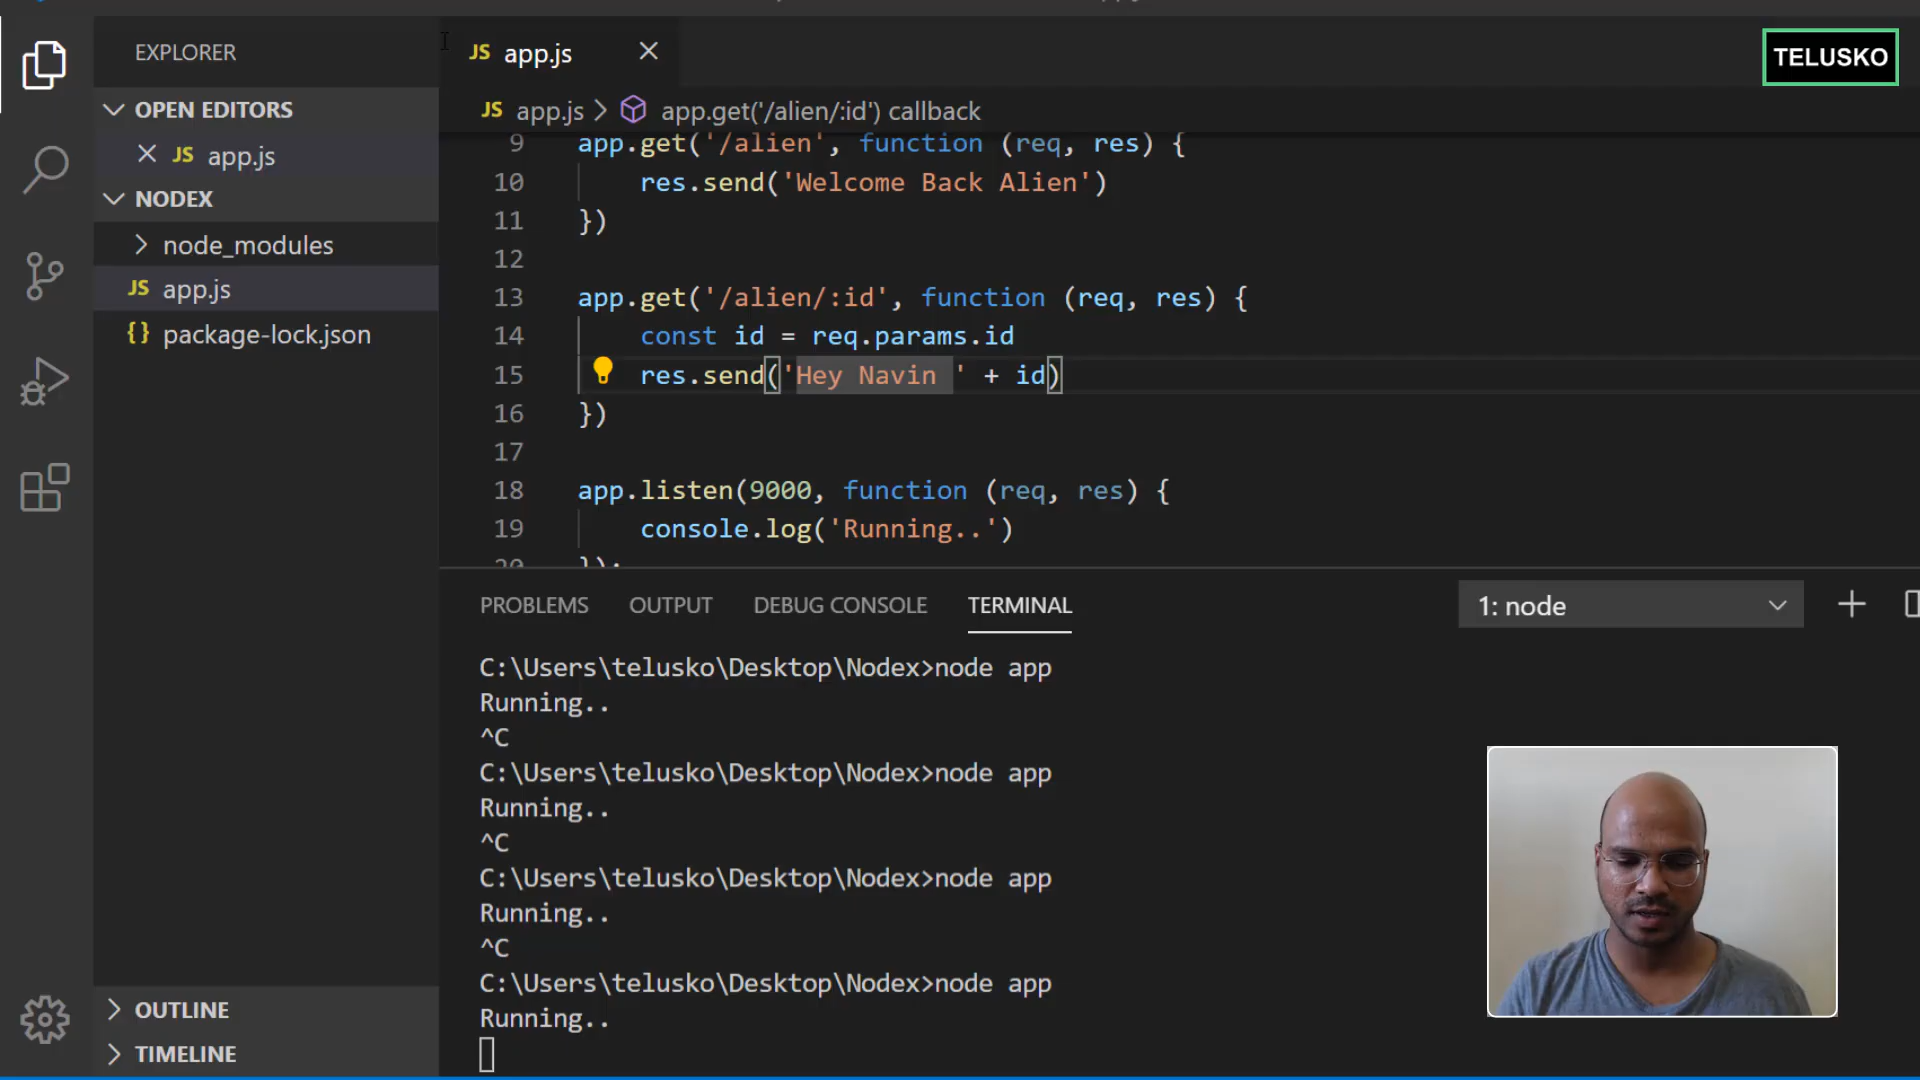 EXPLORER
JS app.js
TELUSKO
OPEN EDITORS
JS app.js > app.get('/alien/:id') callback
JS app.js
NODEX
node_modules
JS app.js
{} package-lock.json
9 app.get('/alien', function (req, res) {
10 res.send('Welcome Back Alien')
11 })
12
13 app.get('/alien/:id', function (req, res) {
14 const id = req.params.id
15 res.send('Hey Navin ' + id)
16 })
17
18 app.listen(9000, function (req, res) {
19 console.log('Running..')
20 });
PROBLEMS OUTPUT DEBUG CONSOLE TERMINAL 1: node
C:\Users\telusko\Desktop\Nodex>node app
Running..
^C
C:\Users\telusko\Desktop\Nodex>node app
Running..
^C
C:\Users\telusko\Desktop\Nodex>node app
Running..
^C
C:\Users\telusko\Desktop\Nodex>node app
Running..
OUTLINE
TIMELINE